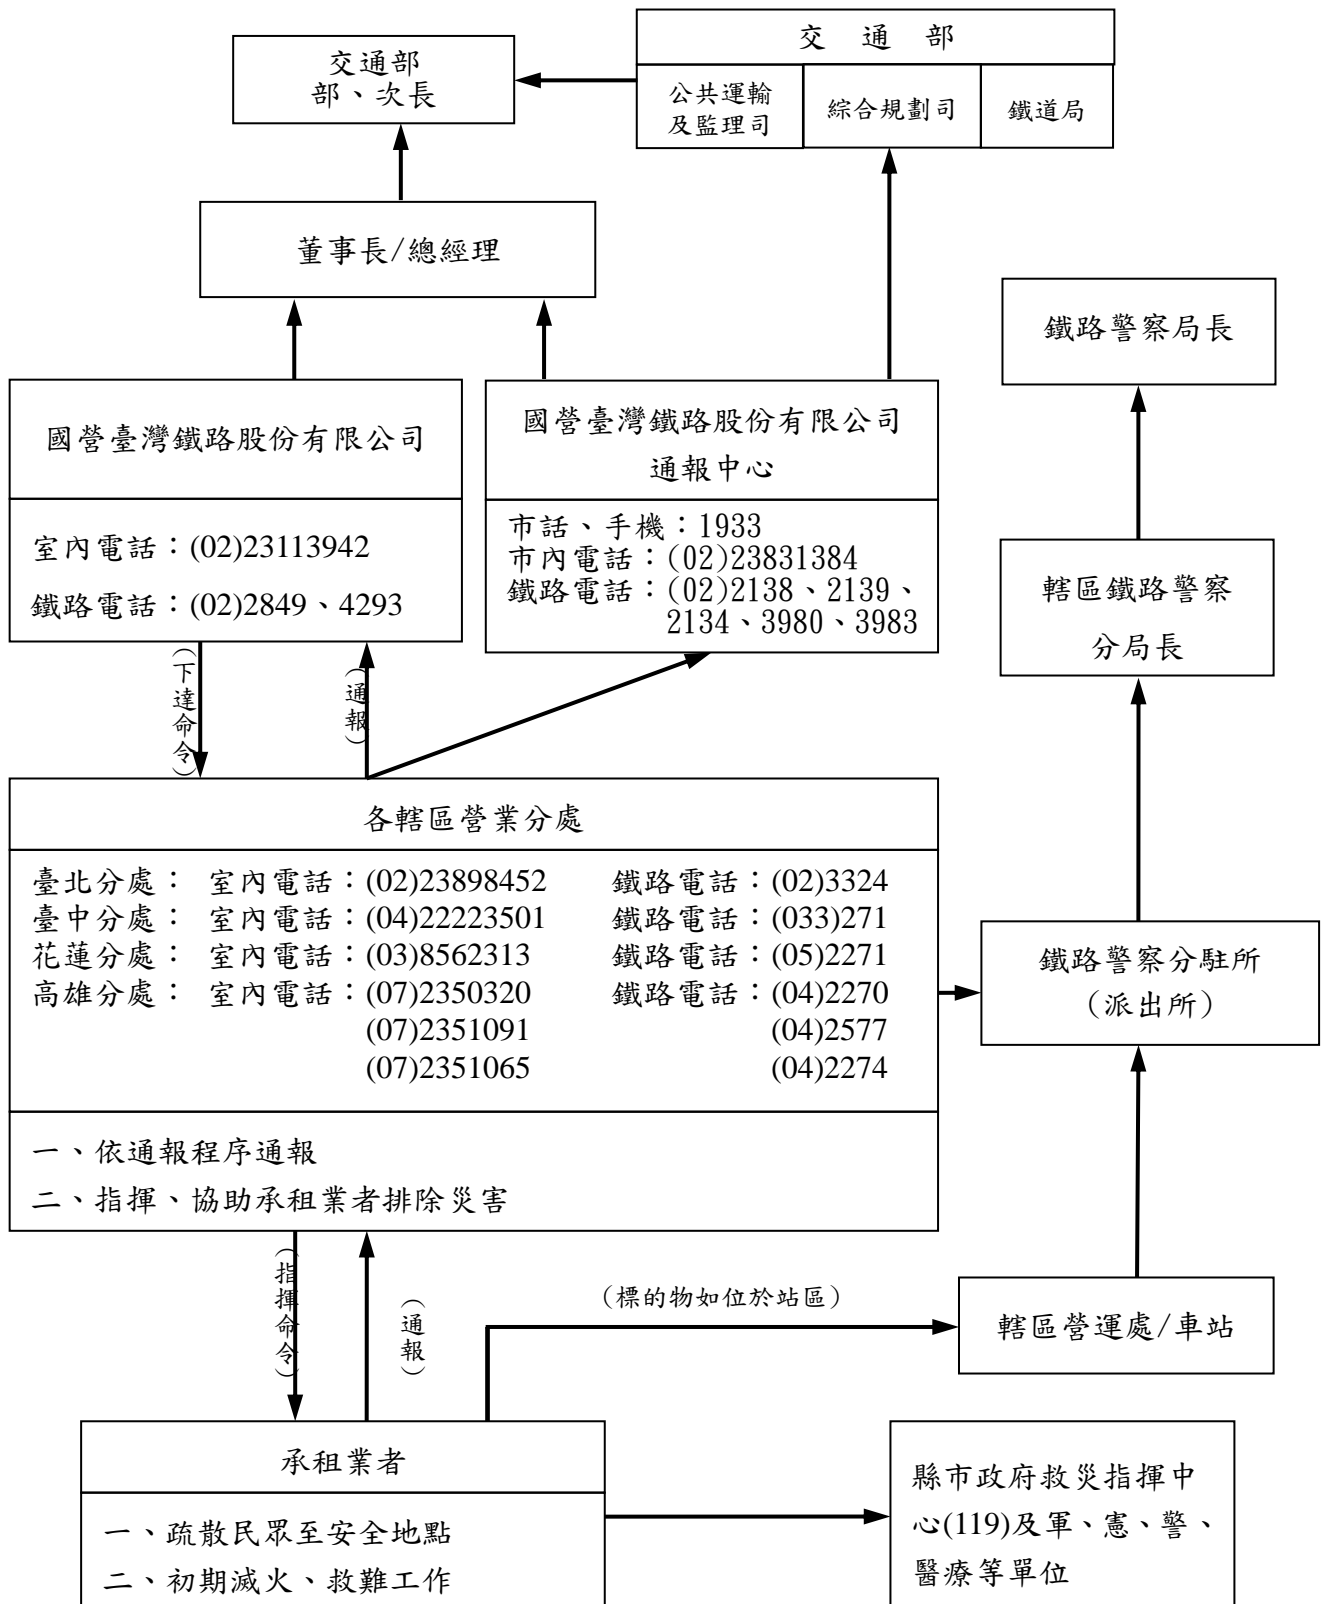 交通部
部、次長
交　通　部
公共運輸
及監理司
綜合規劃司
鐵道局
董事長/總經理
鐵路警察局長
國營臺灣鐵路股份有限公司
室內電話：(02)23113942
鐵路電話：(02)2849、4293
國營臺灣鐵路股份有限公司
通報中心
市話、手機：1933
市內電話：(02)23831384
鐵路電話：(02)2138、2139、
2134、3980、3983
轄區鐵路警察
分局長
(下達命令)
(通報)
各轄區營業分處
臺北分處： 室內電話：(02)23898452 鐵路電話：(02)3324
臺中分處： 室內電話：(04)22223501 鐵路電話：(033)271
花蓮分處： 室內電話：(03)8562313 鐵路電話：(05)2271
高雄分處： 室內電話：(07)2350320 鐵路電話：(04)2270
(07)2351091 (04)2577
(07)2351065 (04)2274
一、依通報程序通報
二、指揮、協助承租業者排除災害
鐵路警察分駐所
（派出所）
(指揮命令)
(通報)
（標的物如位於站區）
轄區營運處/車站
承租業者
一、疏散民眾至安全地點
二、初期滅火、救難工作
縣市政府救災指揮中
心(119)及軍、憲、警、
醫療等單位